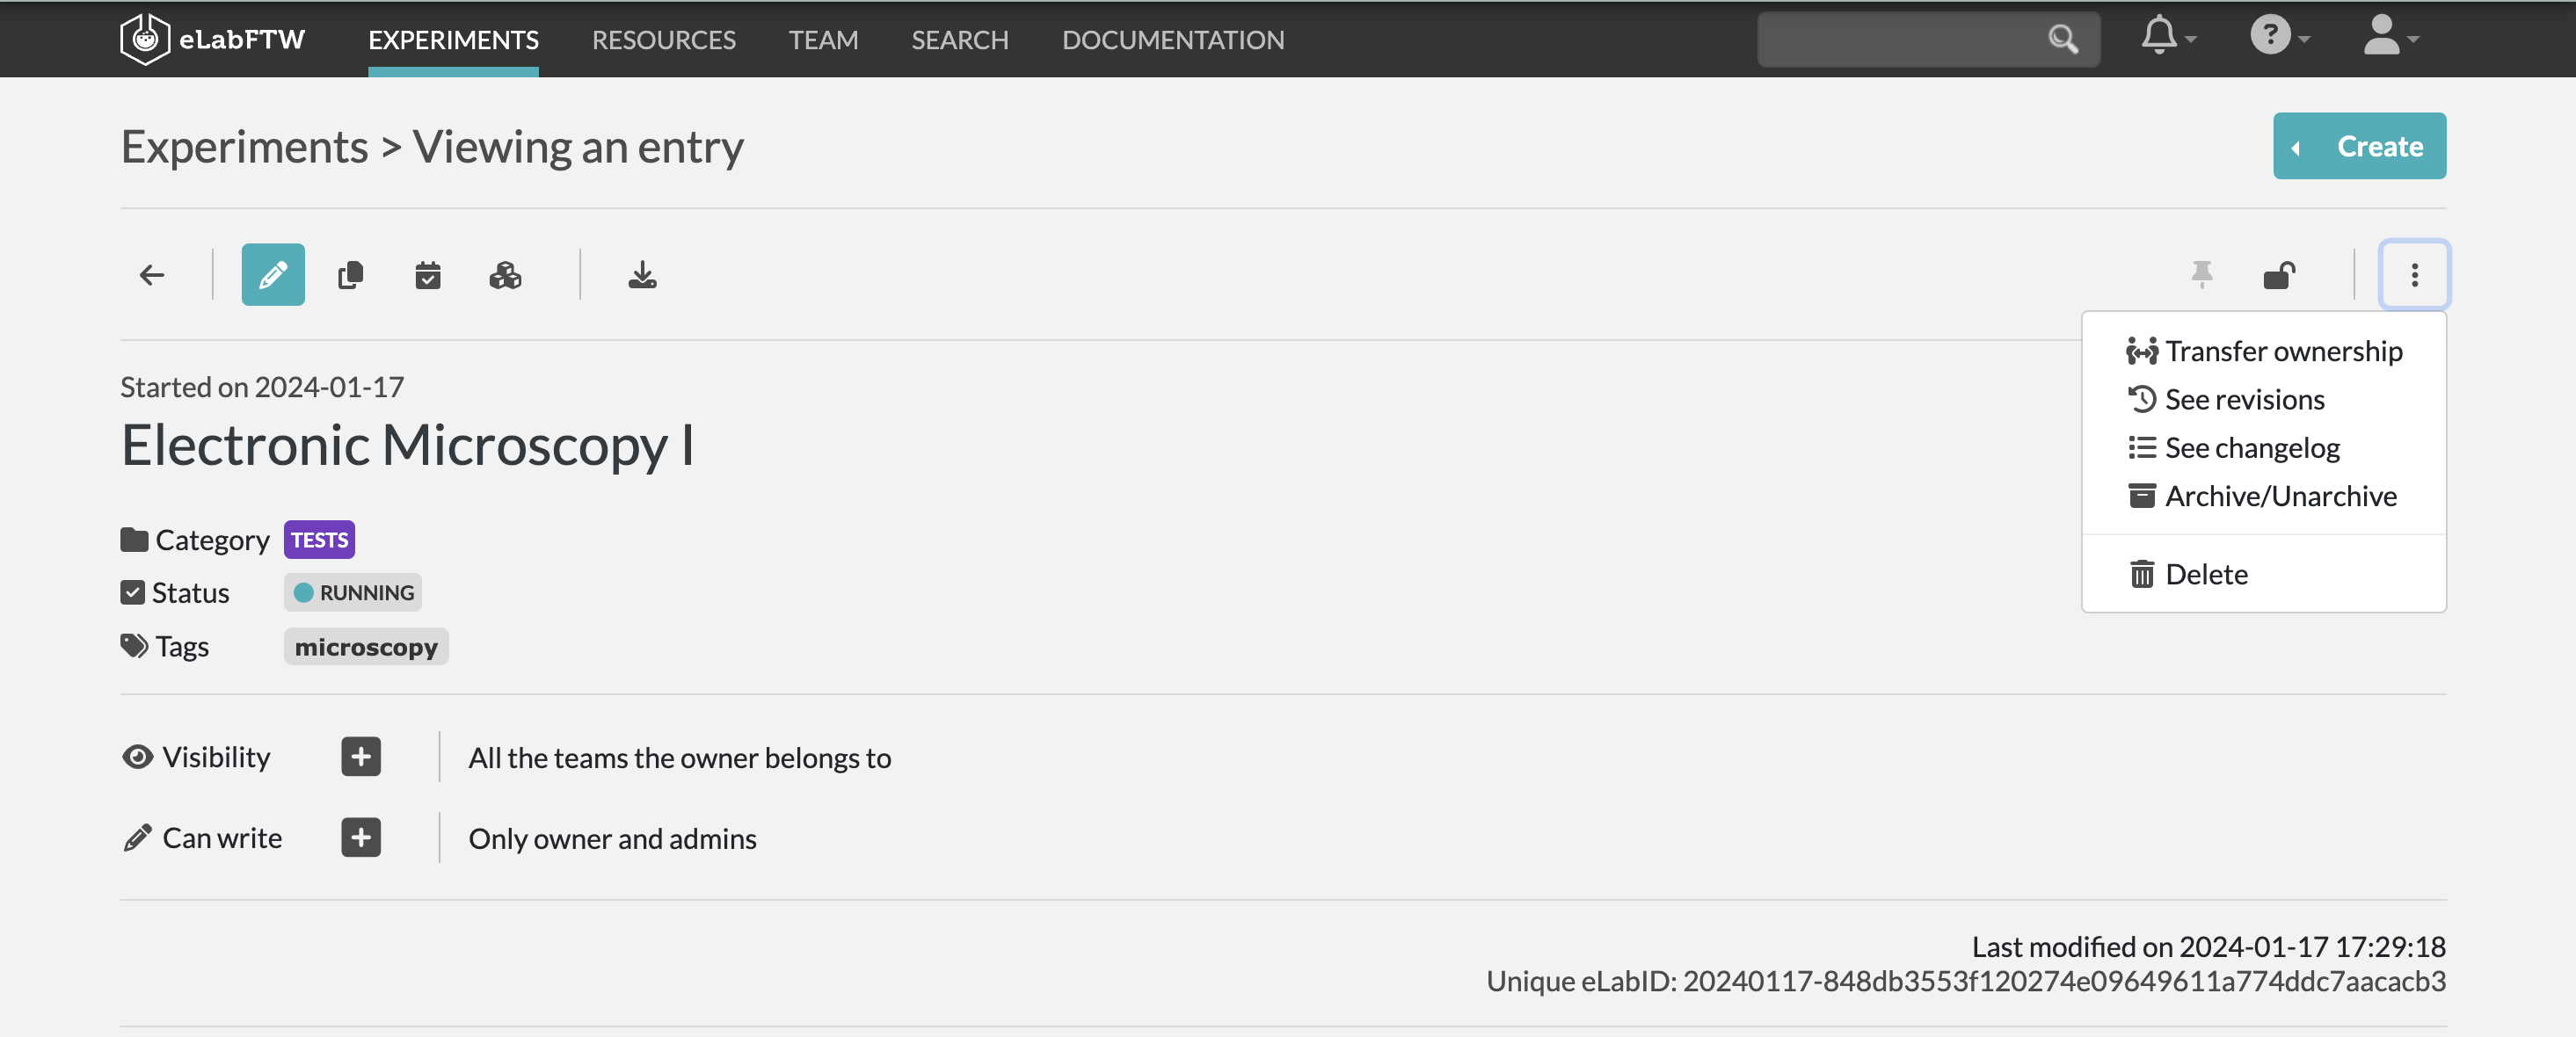 eLabFTW EXPERIMENTS RESOURCES TEAM SEARCH DOCUMENTATION ?
Experiments > Viewing an entry Create
Transfer ownership
See revisions
See changelog
Archive/Unarchive
Delete
Started on 2024-01-17
Electronic Microscopy I
Category TESTS
Status RUNNING
Tags microscopy
Visibility All the teams the owner belongs to
Can write Only owner and admins
Last modified on 2024-01-17 17:29:18
Unique eLabID: 20240117-848db3553f120274e09649611a774ddc7aacacb3